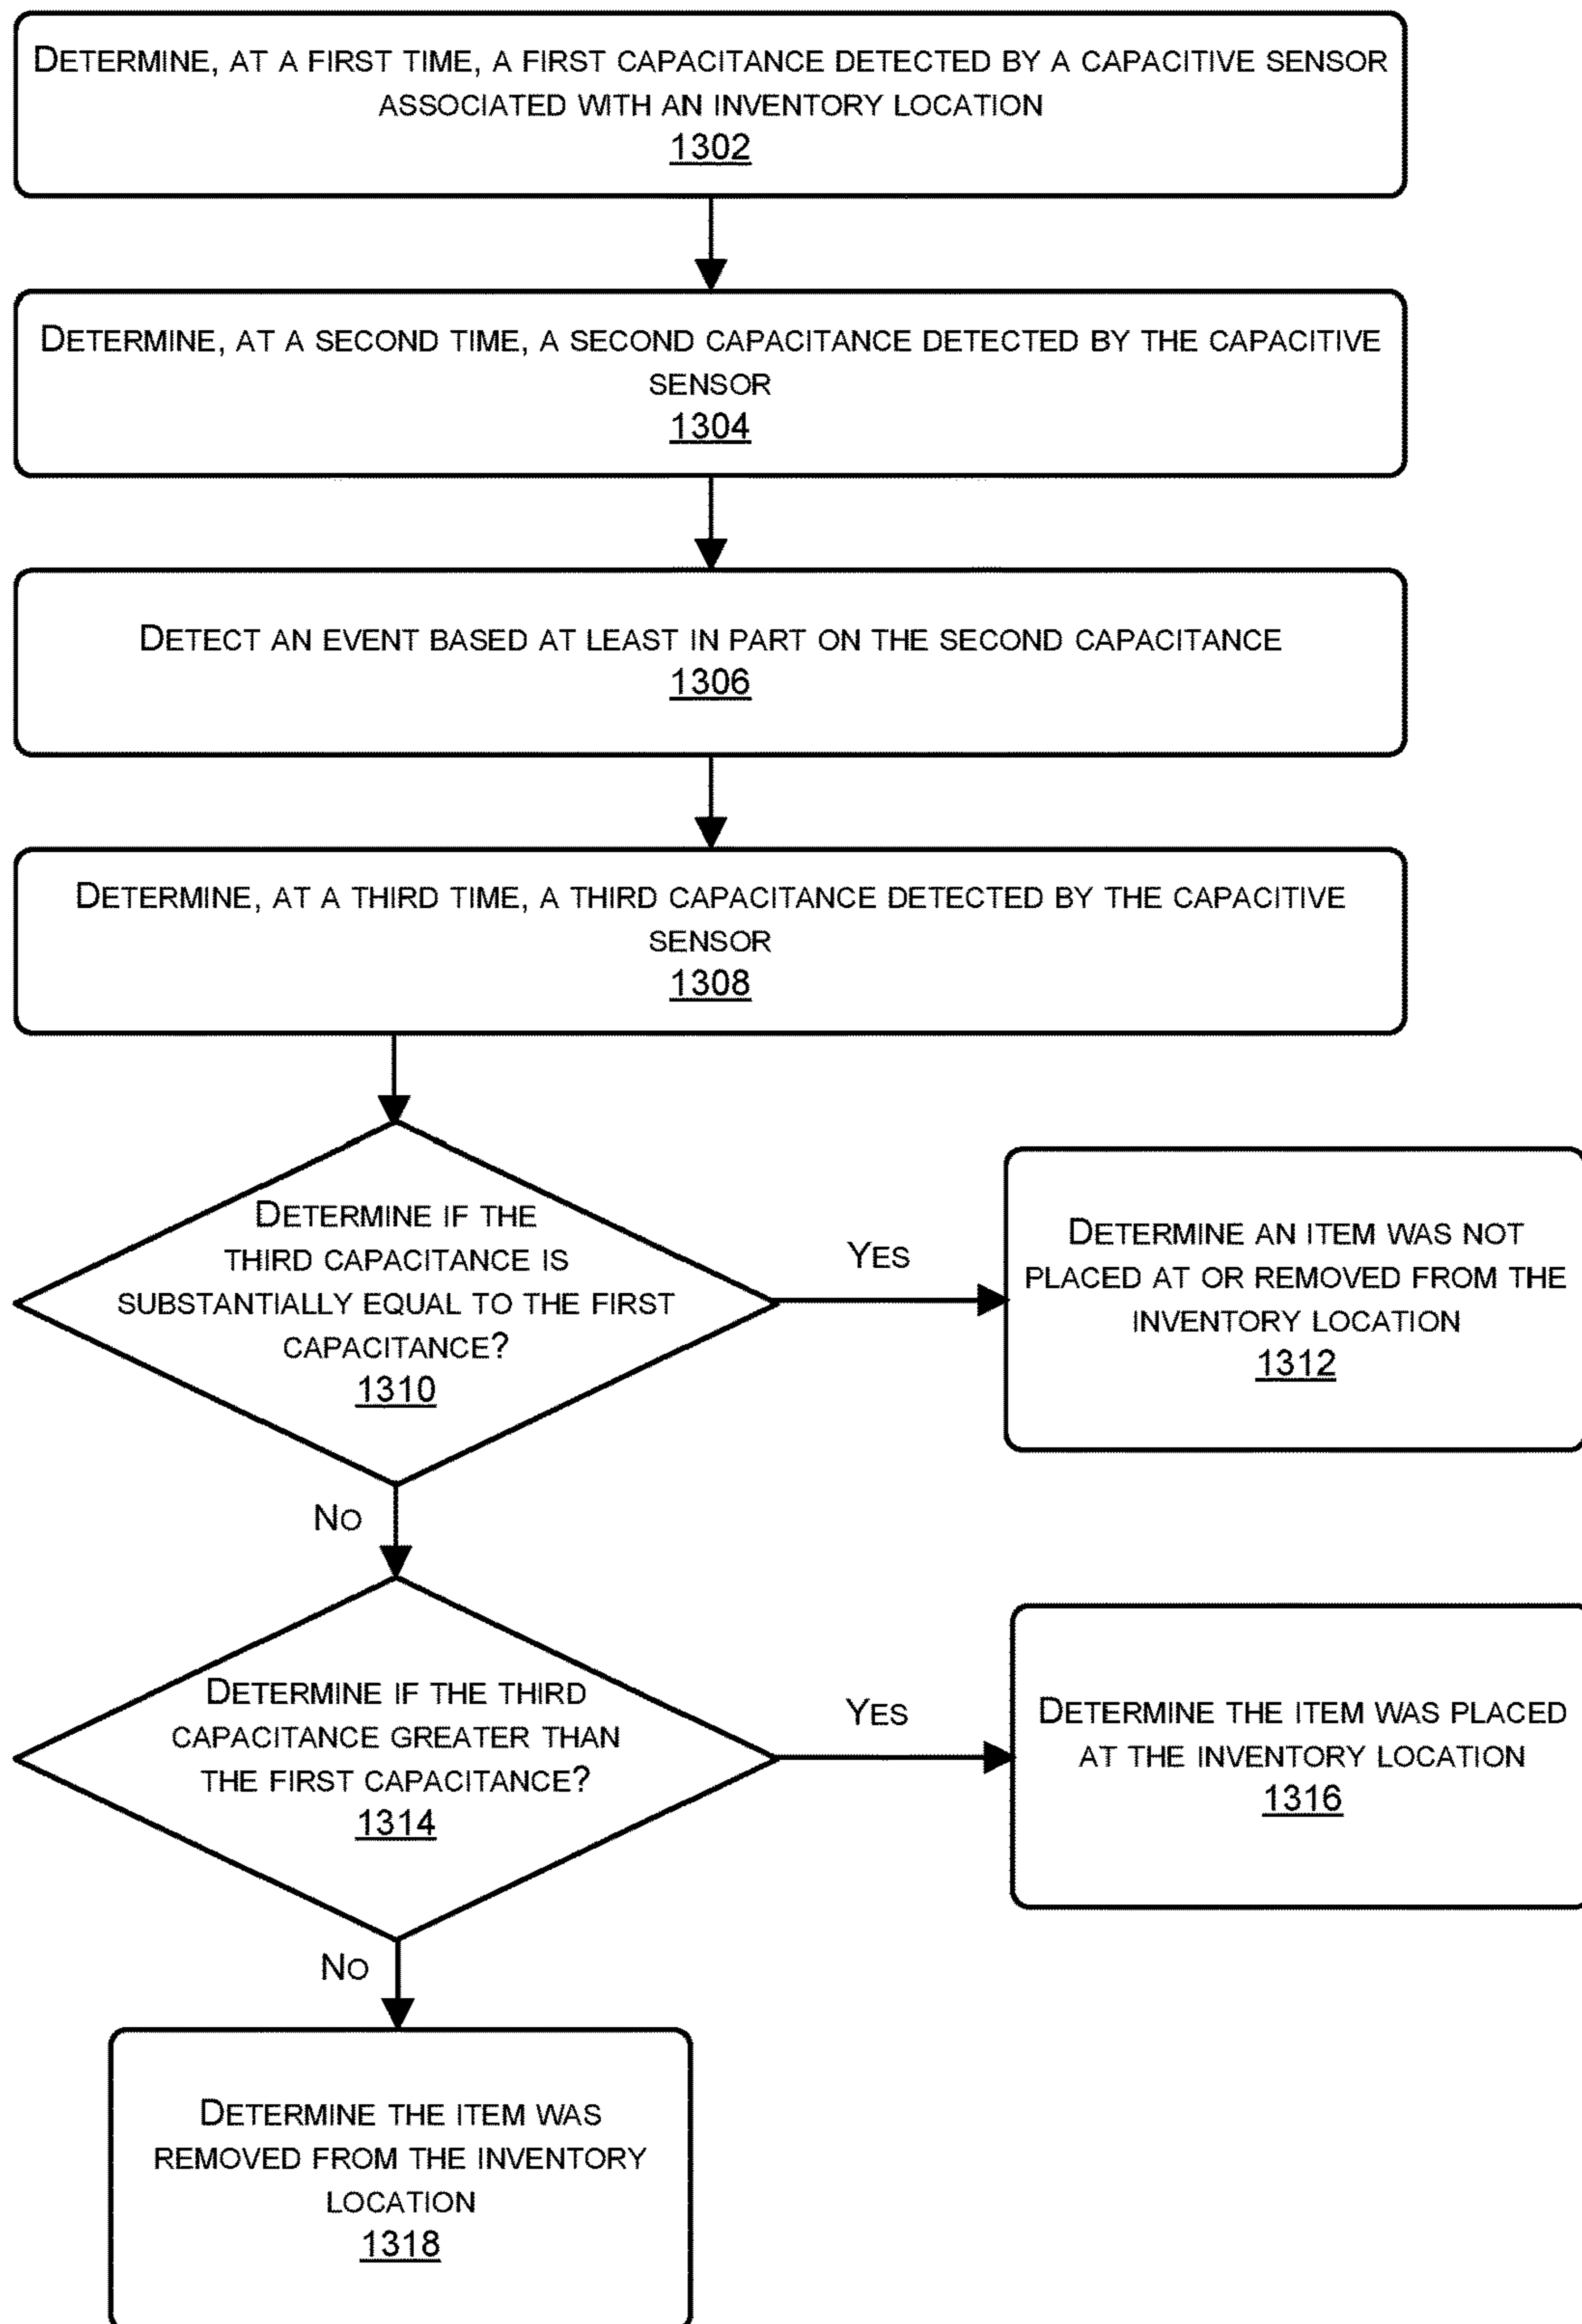 DETERMINE, AT A FIRST TIME, A FIRST CAPACITANCE DETECTED BY A CAPACITIVE SENSOR
ASSOCIATED WITH AN INVENTORY LOCATION
1302
DETERMINE, AT A SECOND TIME, A SECOND CAPACITANCE DETECTED BY THE CAPACITIVE
SENSOR
1304
DETECT AN EVENT BASED AT LEAST IN PART ON THE SECOND CAPACITANCE
1306
DETERMINE, AT A THIRD TIME, A THIRD CAPACITANCE DETECTED BY THE CAPACITIVE
SENSOR
1308
DETERMINE IF THE
THIRD CAPACITANCE IS
SUBSTANTIALLY EQUAL TO THE FIRST
CAPACITANCE?
1310
YES
DETERMINE AN ITEM WAS NOT
PLACED AT OR REMOVED FROM THE
INVENTORY LOCATION
1312
NO
DETERMINE IF THE THIRD
CAPACITANCE GREATER THAN
THE FIRST CAPACITANCE?
1314
YES
DETERMINE THE ITEM WAS PLACED
AT THE INVENTORY LOCATION
1316
NO
DETERMINE THE ITEM WAS
REMOVED FROM THE INVENTORY
LOCATION
1318